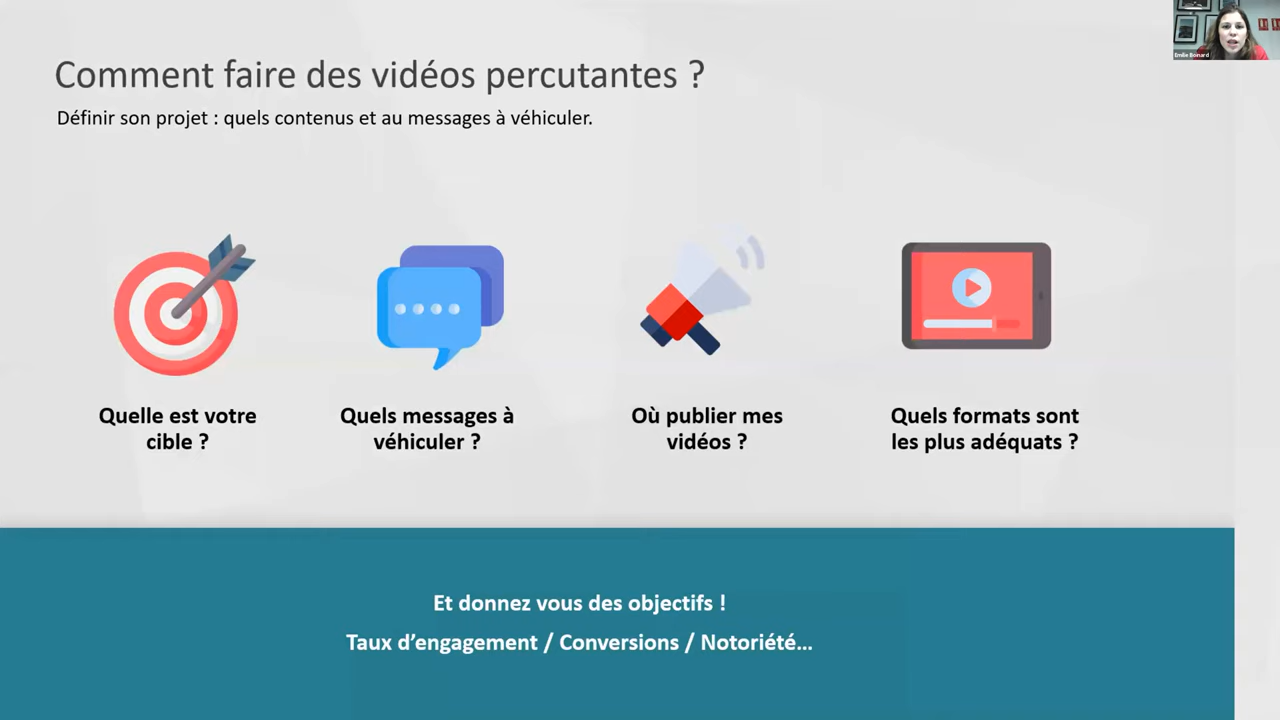 Comment faire des vidéos percutantes ?
Définir son projet : quels contenus et au messages à véhiculer.
Emilie Boinard
Quelle est votre
cible ?
Quels messages à
véhiculer ?
Où publier mes
vidéos ?
Quels formats sont
les plus adéquats ?
Et donnez vous des objectifs !
Taux d’engagement / Conversions / Notoriété...